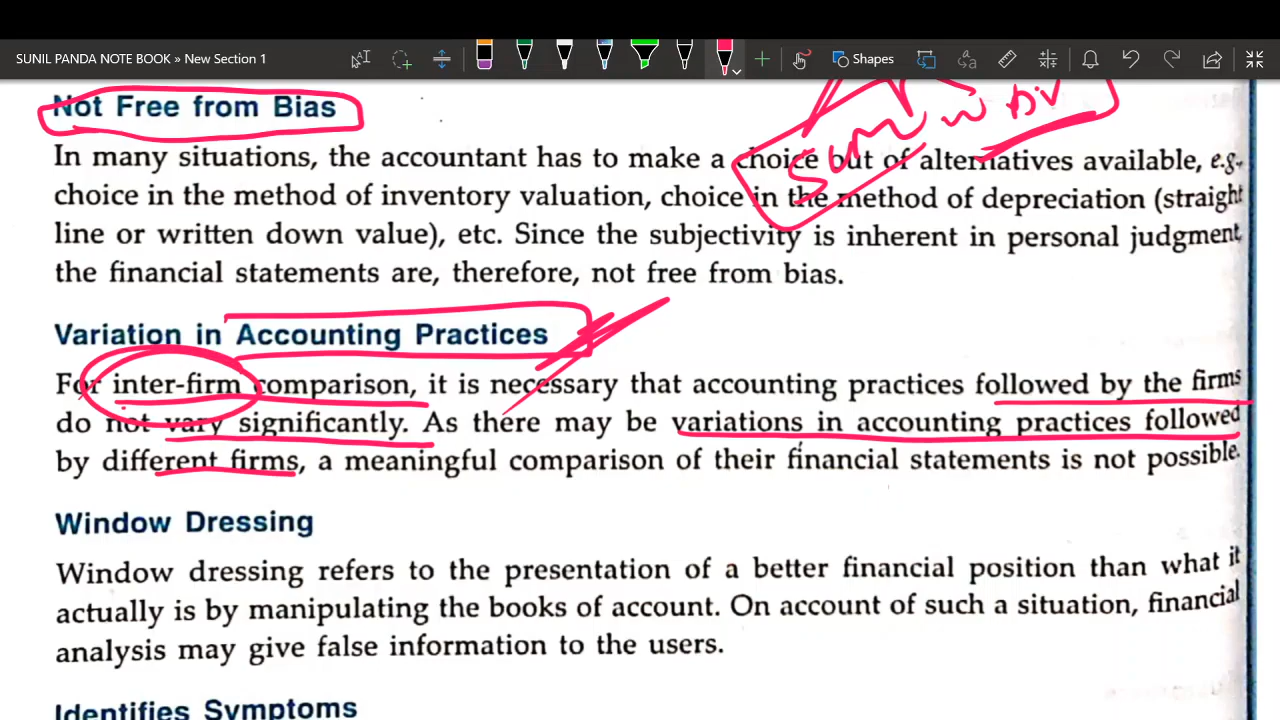 SUNIL PANDA NOTE BOOK » New Section 1
Shapes
Not Free from Bias
In many situations, the accountant has to make a choice out of alternatives available, e.g.
choice in the method of inventory valuation, choice in the method of depreciation (straight
line or written down value), etc. Since the subjectivity is inherent in personal judgment
the financial statements are, therefore, not free from bias.
Variation in Accounting Practices
For inter-firm comparison, it is necessary that accounting practices followed by the firms
do not vary significantly. As there may be variations in accounting practices followed
by different firms, a meaningful comparison of their financial statements is not possible.
Window Dressing
Window dressing refers to the presentation of a better financial position than what it
actually is by manipulating the books of account. On account of such a situation, financial
analysis may give false information to the users.
Identifies Symptoms